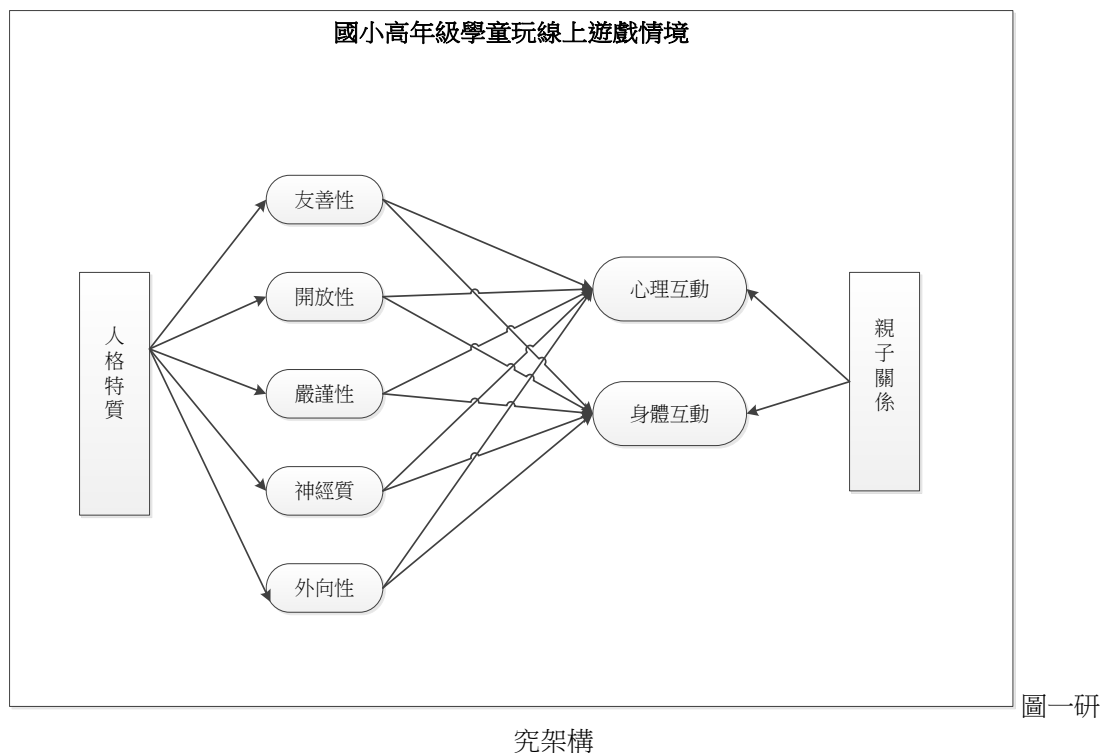 國小高年級學童玩線上遊戲情境
友善性
開放性
嚴謹性
神經質
外向性
人格特質
心理互動
身體互動
親子關係
圖一研
究架構